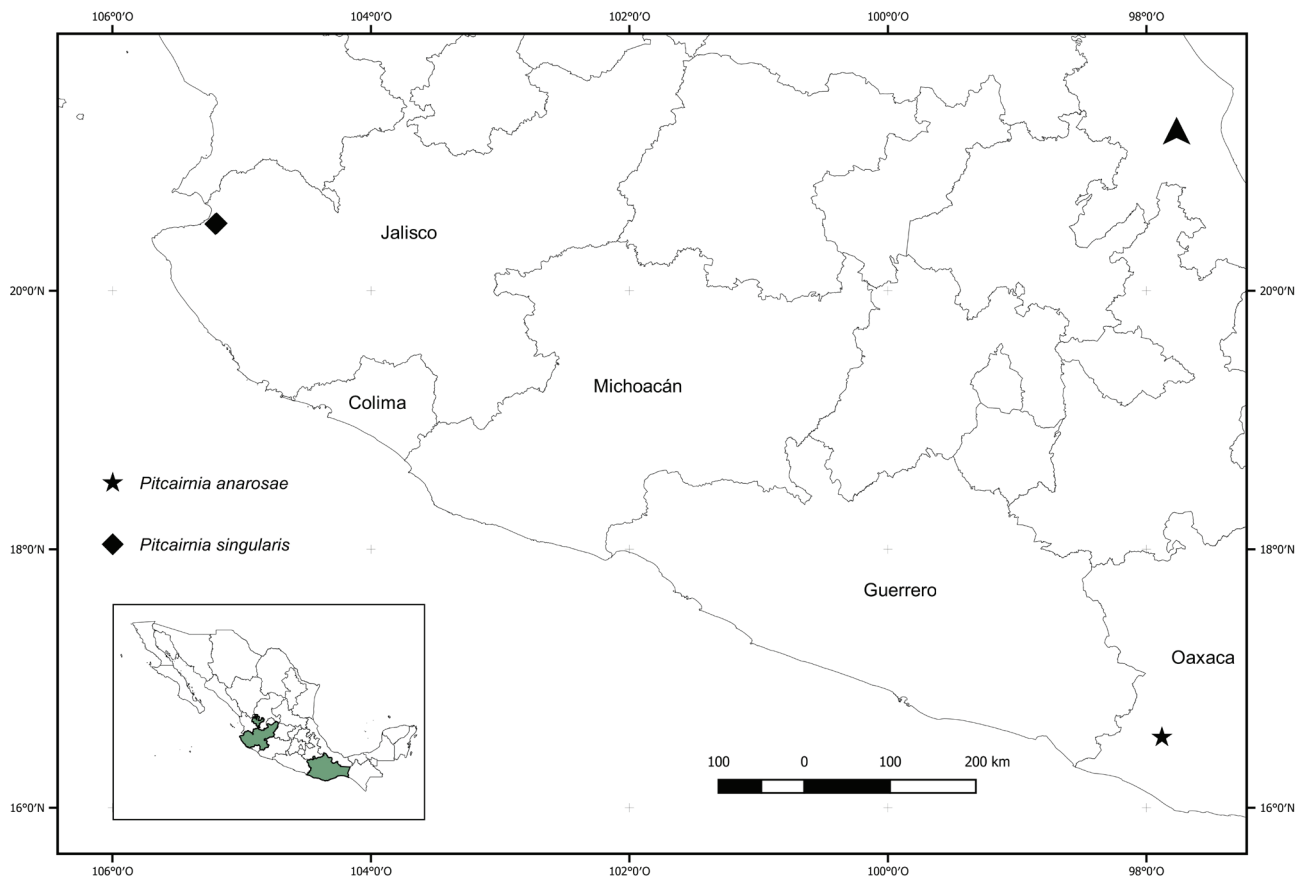 106°0'O 104°0'O 102°0'O 100°0'O 98°0'O
Jalisco
20°0'N 20°0'N
Michoacán
Colima
Pitcairnia anarosae
Pitcairnia singularis
18°0'N 18°0'N
Guerrero
Oaxaca
100 0 100 200 km
16°0'N 16°0'N
106°0'O 104°0'O 102°0'O 100°0'O 98°0'O